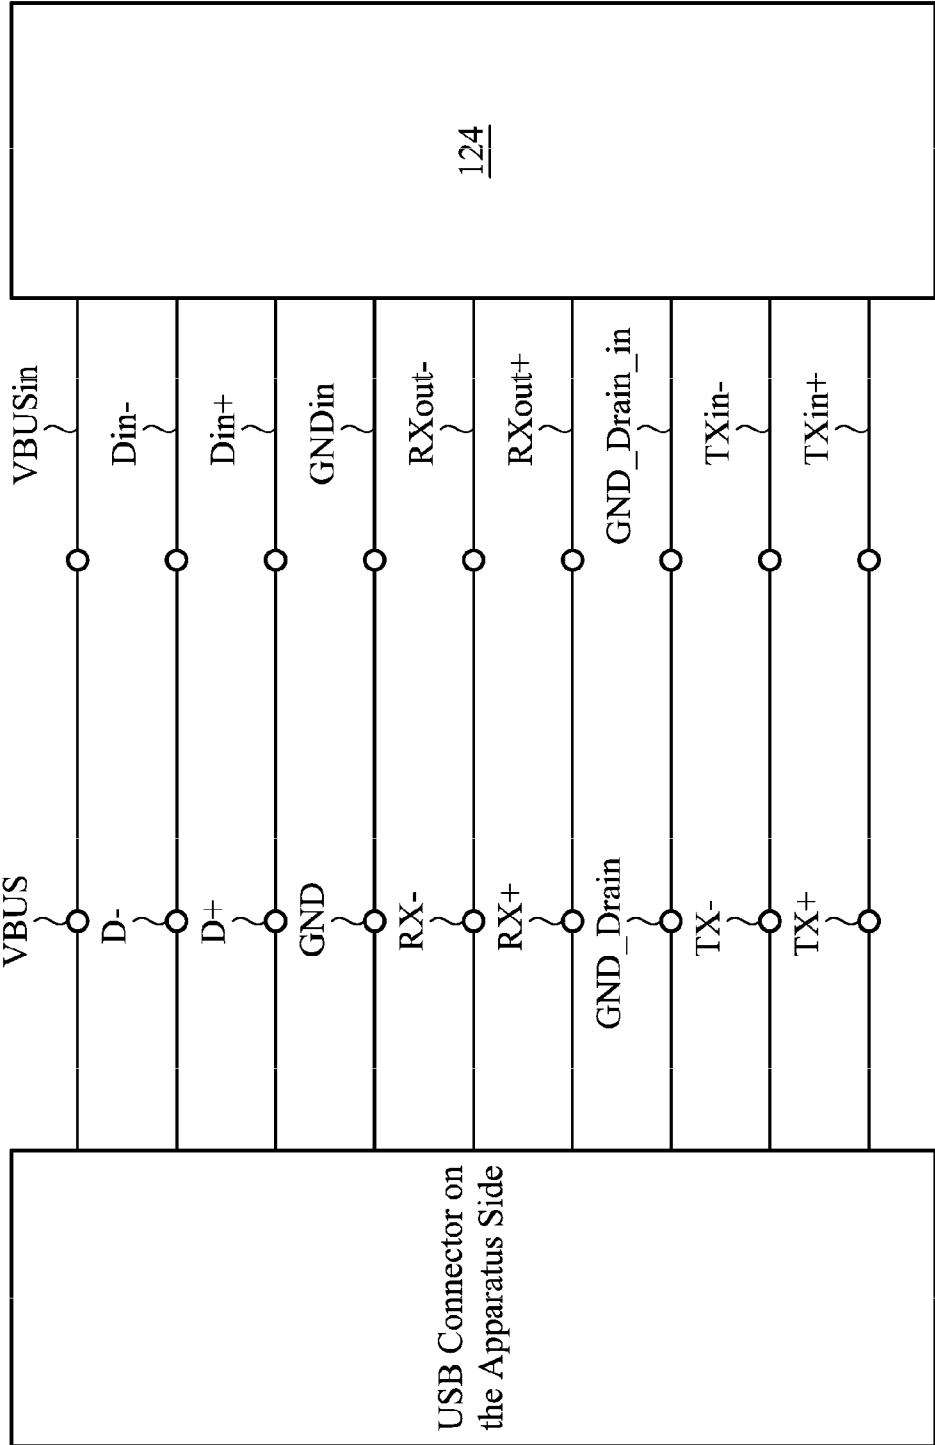 USB Connector on
the Apparatus Side
VBUS
D-
D+
GND
RX-
RX+
GND_Drain
TX-
TX+
VBUSin
Din-
Din+
GNDin
RXout-
RXout+
GND_Drain_in
TXin-
TXin+
124